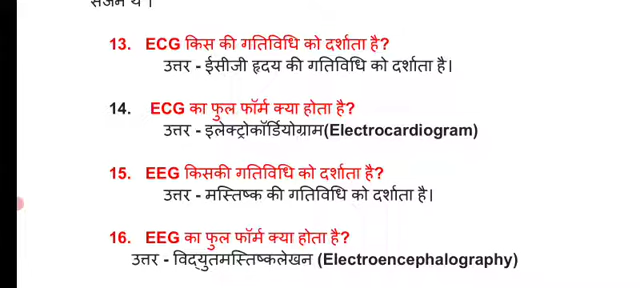 13. ECG किस की गतिविधि को दर्शाता है?
उत्तर - ईसीजी हृदय की गतिविधि को दर्शाता है।
14. ECG का फुल फॉर्म क्या होता है?
उत्तर - इलेक्ट्रोकॉर्डियोग्राम(Electrocardiogram)
15. EEG किसकी गतिविधि को दर्शाता है?
उत्तर - मस्तिष्क की गतिविधि को दर्शाता है।
16. EEG का फुल फॉर्म क्या होता है?
उत्तर - विद्युतमस्तिष्कलेखन (Electroencephalography)